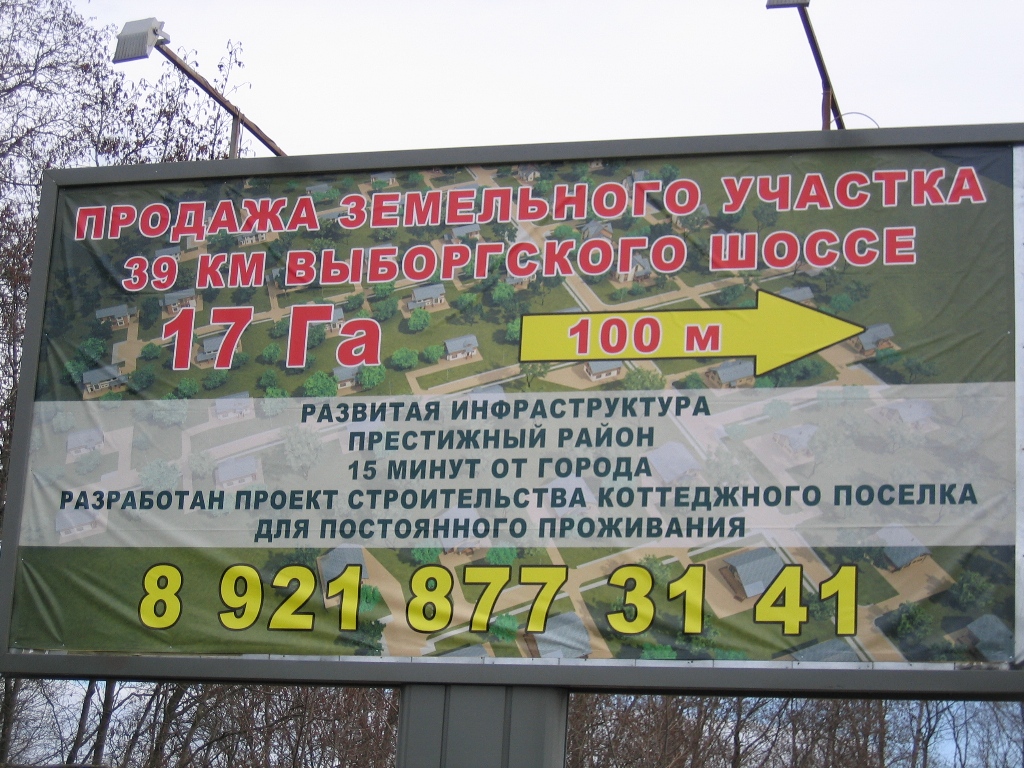 ПРОДАЖА ЗЕМЕЛЬНОГО УЧАСТКА
39 КМ ВЫБОРГСКОГО ШОССЕ
17 Га 100 м
РАЗВИТАЯ ИНФРАСТРУКТУРА
ПРЕСТИЖНЫЙ РАЙОН
15 МИНУТ ОТ ГОРОДА
РАЗРАБОТАН ПРОЕКТ СТРОИТЕЛЬСТВА КОТТЕДЖНОГО ПОСЕЛКА
ДЛЯ ПОСТОЯННОГО ПРОЖИВАНИЯ
8 921 877 31 41